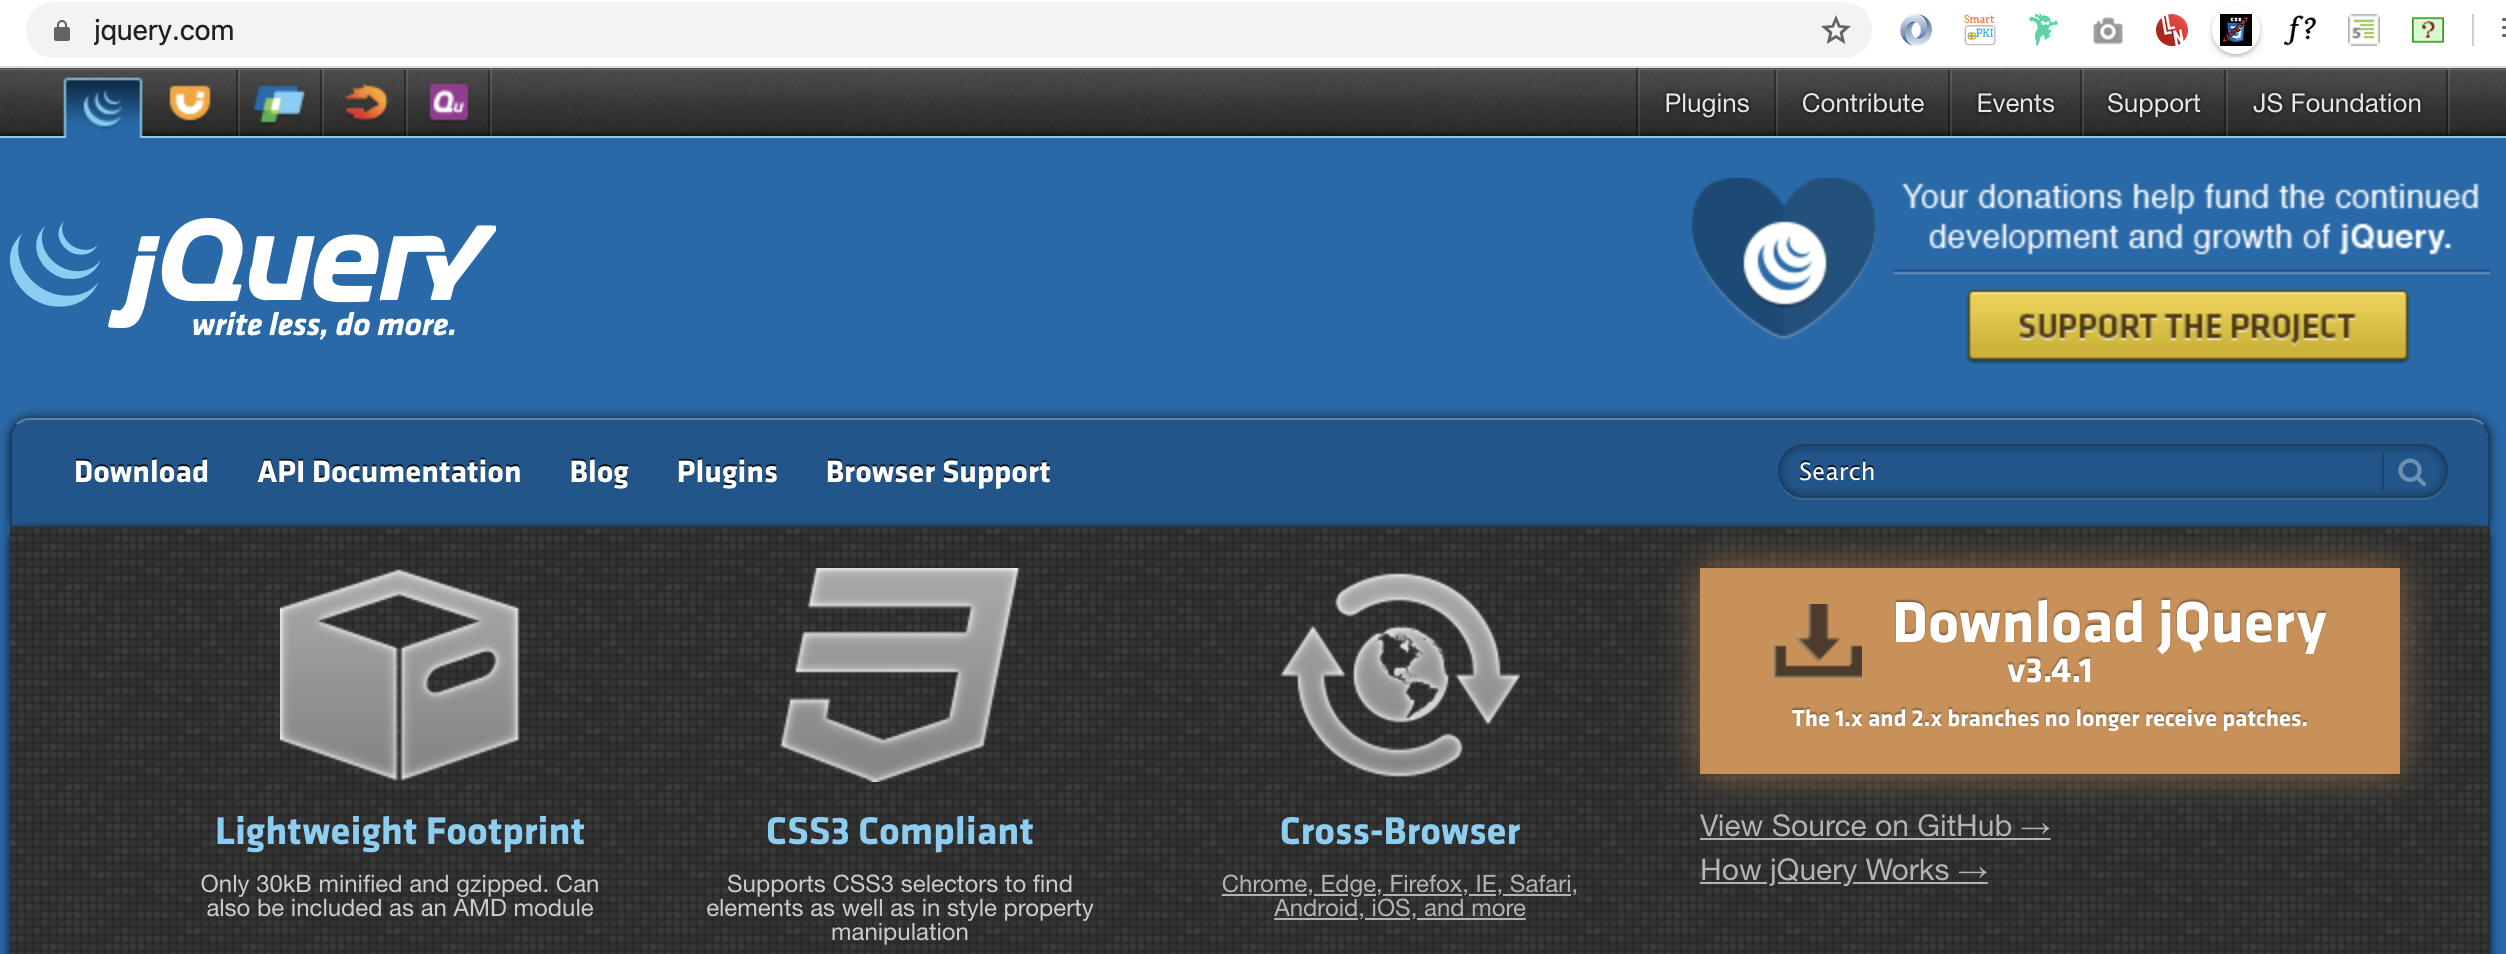 jquery.com
Smart
PKI
LN
CSS
f?
5
?
Qu
Plugins
Contribute
Events
Support
JS Foundation
jQuery
write less, do more.
Your donations help fund the continued
development and growth of jQuery.
SUPPORT THE PROJECT
Download
API Documentation
Blog
Plugins
Browser Support
Search
Lightweight Footprint
Only 30kB minified and gzipped. Can
also be included as an AMD module
CSS3 Compliant
Supports CSS3 selectors to find
elements as well as in style property
manipulation
Cross-Browser
Chrome, Edge, Firefox, IE, Safari,
Android, iOS, and more
Download jQuery
v3.4.1
The 1.x and 2.x branches no longer receive patches.
View Source on GitHub →
How jQuery Works →